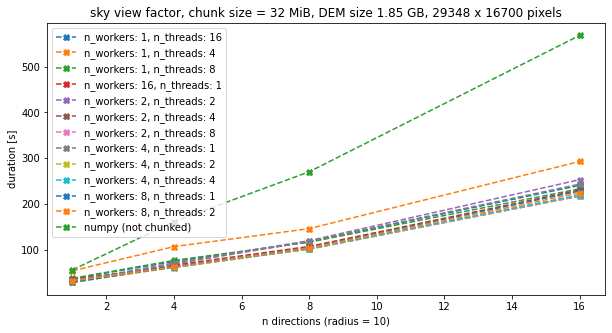 sky view factor, chunk size = 32 MiB, DEM size 1.85 GB, 29348 x 16700 pixels
n_workers: 1, n_threads: 16
n_workers: 1, n_threads: 4
n_workers: 1, n_threads: 8
n_workers: 16, n_threads: 1
n_workers: 2, n_threads: 2
n_workers: 2, n_threads: 4
n_workers: 2, n_threads: 8
n_workers: 4, n_threads: 1
n_workers: 4, n_threads: 2
n_workers: 4, n_threads: 4
n_workers: 8, n_threads: 1
n_workers: 8, n_threads: 2
numpy (not chunked)
duration [s]
500
400
300
200
100
2 4 6 8 10 12 14 16
n directions (radius = 10)